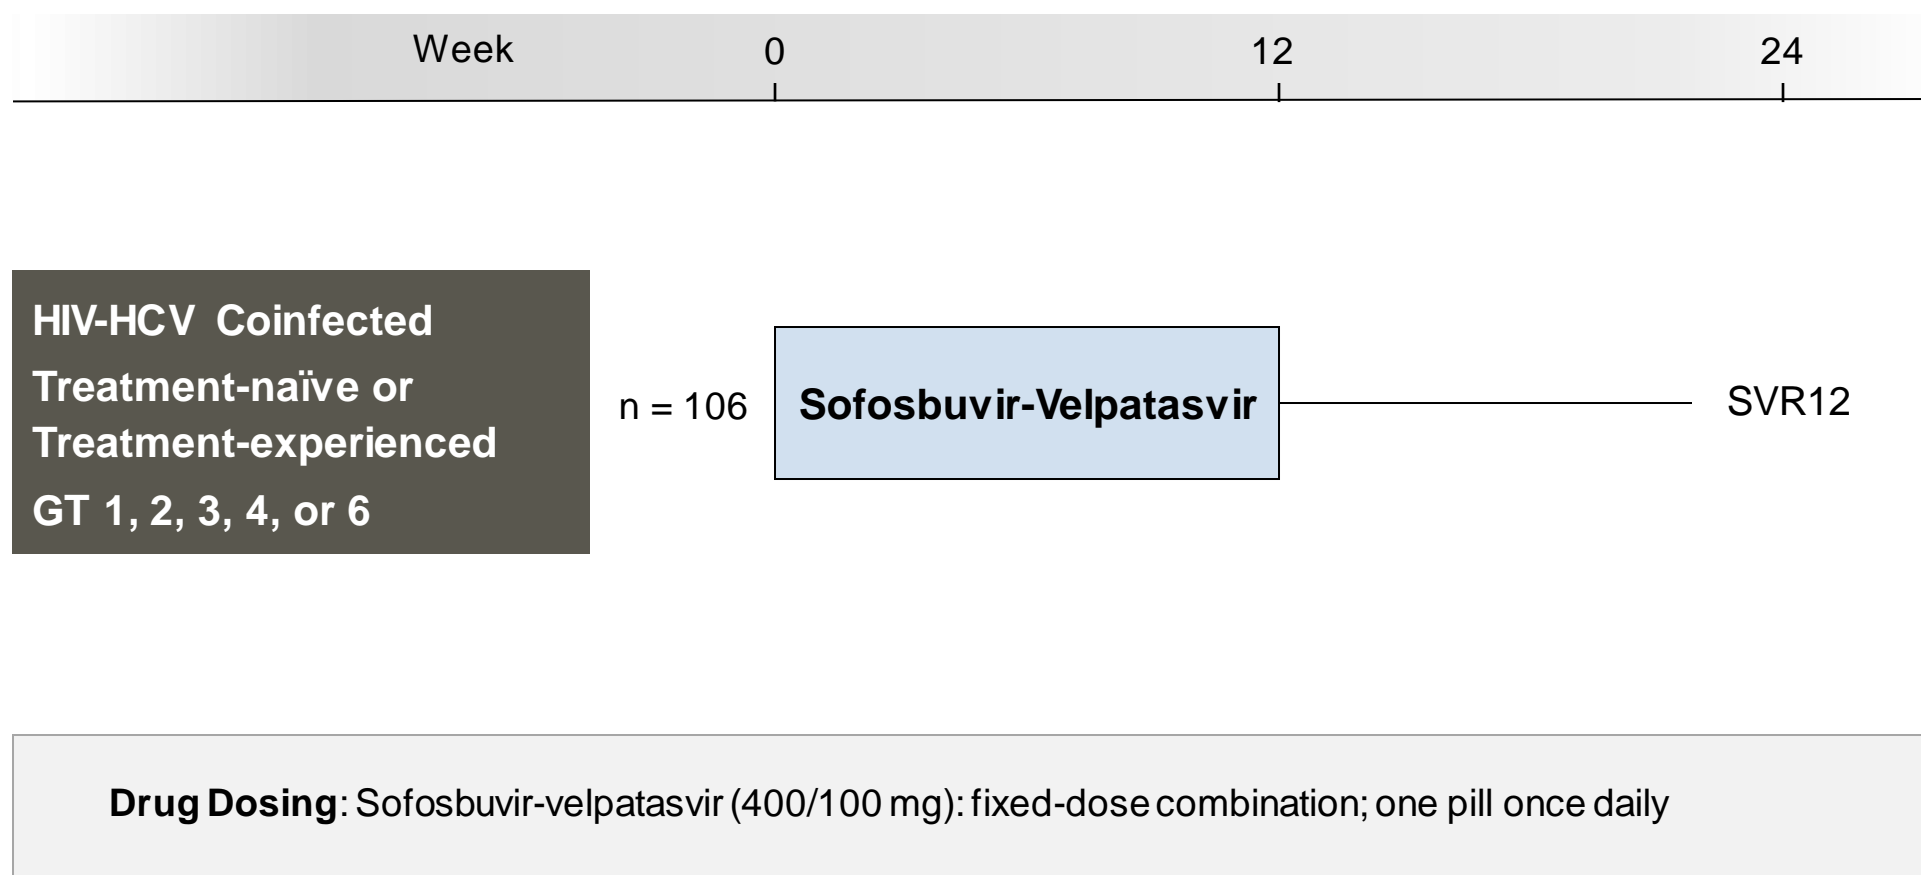 Week 0 12 24
HIV-HCV Coinfected
Treatment-naïve or
Treatment-experienced
GT 1, 2, 3, 4, or 6
n = 106
Sofosbuvir-Velpatasvir
SVR12
Drug Dosing: Sofosbuvir-velpatasvir (400/100 mg): fixed-dose combination; one pill once daily